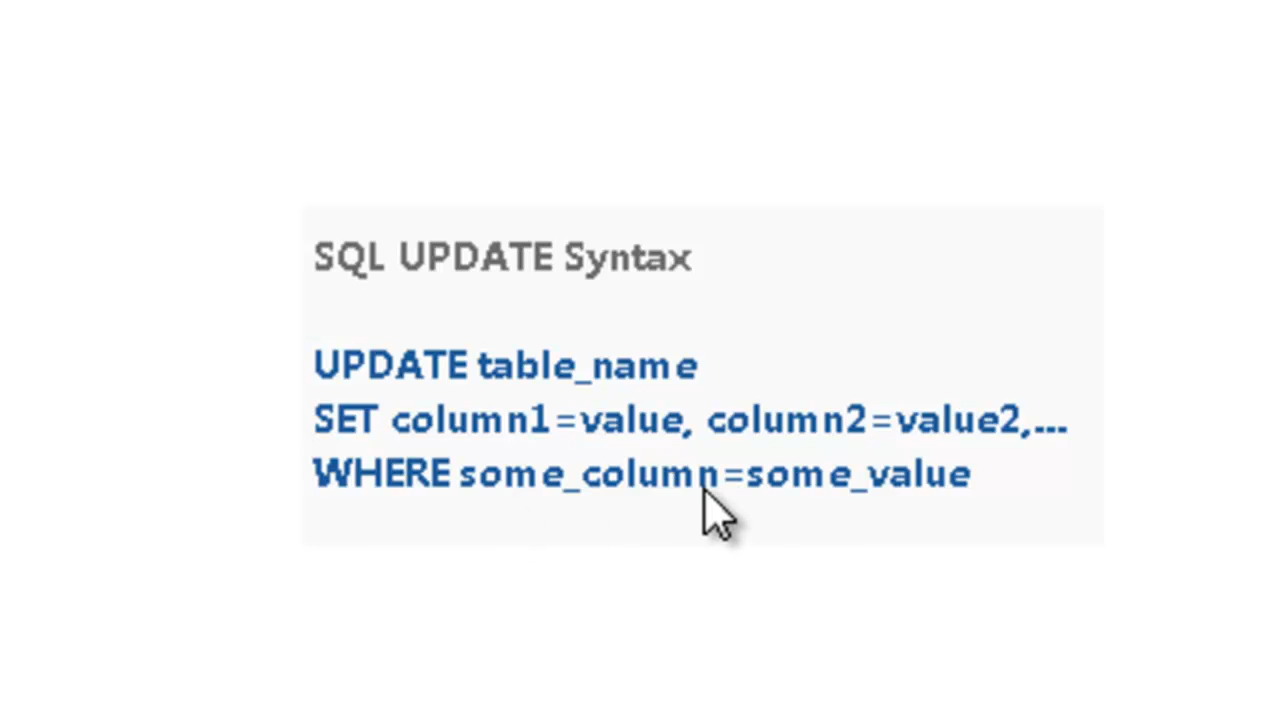 SQL UPDATE Syntax
UPDATE table_name
SET column1=value, column2=value2,...
WHERE some_column=some_value